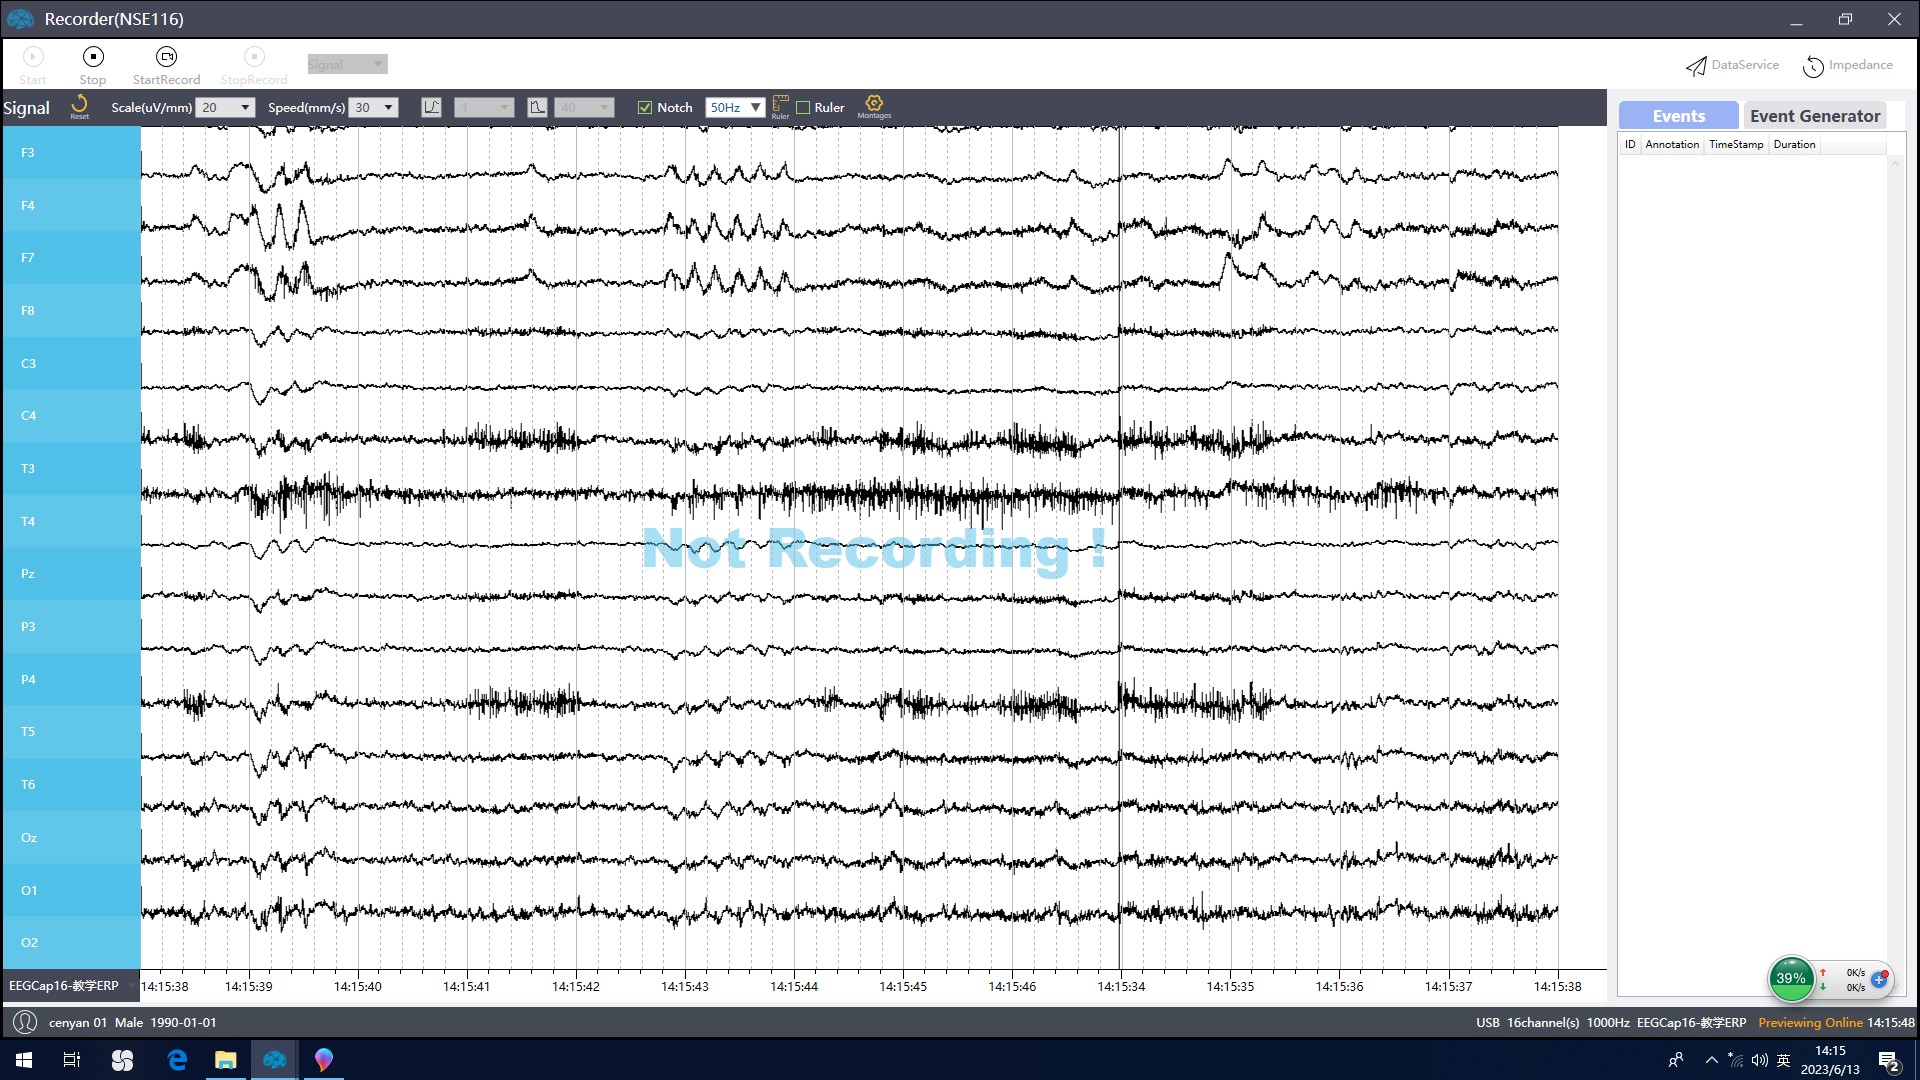 Recorder(NSE116)
Start
Stop
StartRecord
StopRecord
Signal
DataService
Impedance
Signal
Reset
Scale(uV/mm) 20
Speed(mm/s) 30
1
40
Notch
50Hz
Ruler
Ruler
Montages
Events
Event Generator
ID Annotation TimeStamp Duration
F3
F4
F7
F8
C3
C4
T3
T4
Pz
P3
P4
T5
T6
Oz
O1
O2
Not Recording !
EEGCap16-教学ERP
14:15:38 14:15:39 14:15:40 14:15:41 14:15:42 14:15:43 14:15:44 14:15:45 14:15:46 14:15:34 14:15:35 14:15:36 14:15:37 14:15:38
39%
0K/s
0K/s
cenyan 01 Male 1990-01-01
USB 16channel(s) 1000Hz EEGCap16-教学ERP Previewing Online 14:15:48
英
14:15
2023/6/13
2